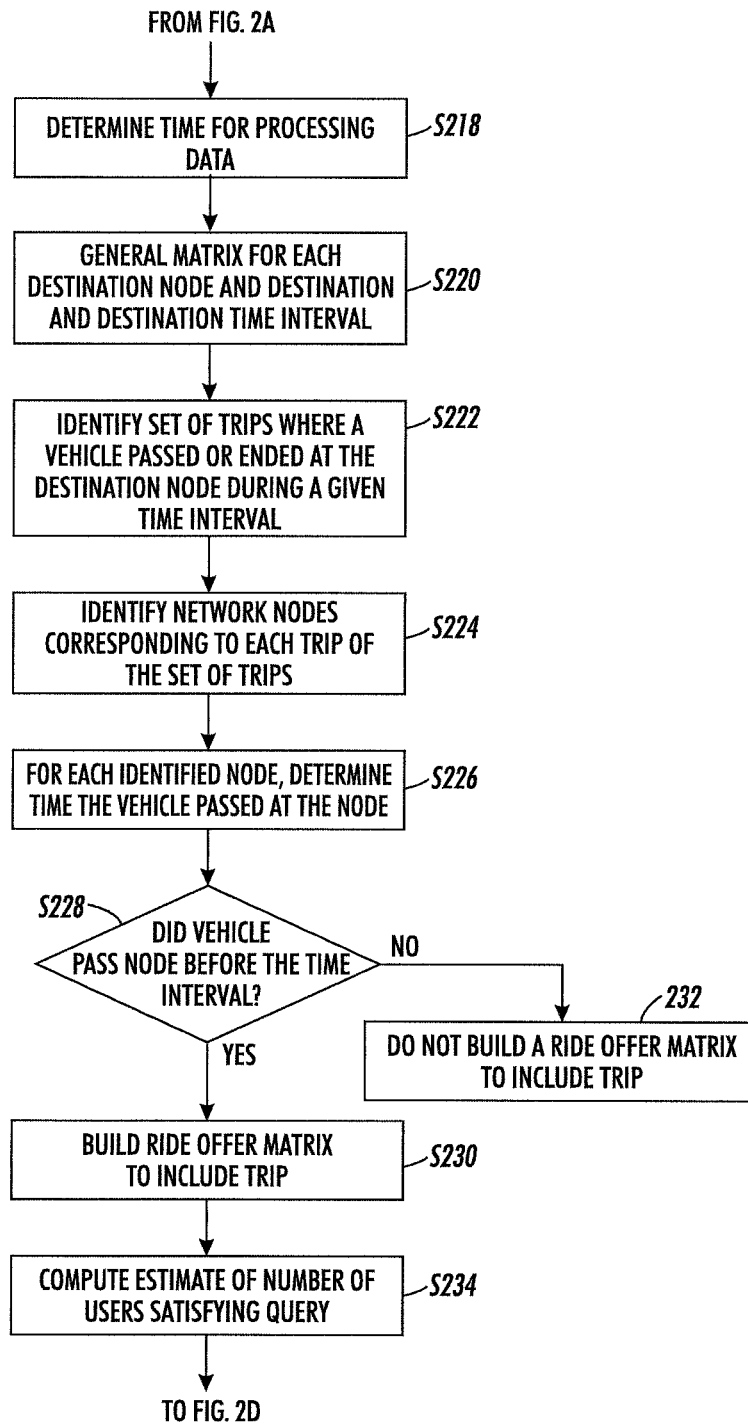 FROM FIG. 2A
DETERMINE TIME FOR PROCESSING
DATA
S218
GENERAL MATRIX FOR EACH
DESTINATION NODE AND DESTINATION
AND DESTINATION TIME INTERVAL
S220
IDENTIFY SET OF TRIPS WHERE A
VEHICLE PASSED OR ENDED AT THE
DESTINATION NODE DURING A GIVEN
TIME INTERVAL
S222
IDENTIFY NETWORK NODES
CORRESPONDING TO EACH TRIP OF
THE SET OF TRIPS
S224
FOR EACH IDENTIFIED NODE, DETERMINE
TIME THE VEHICLE PASSED AT THE NODE
S226
S228
DID VEHICLE
PASS NODE BEFORE THE TIME
INTERVAL?
NO
232
DO NOT BUILD A RIDE OFFER MATRIX
TO INCLUDE TRIP
YES
BUILD RIDE OFFER MATRIX
TO INCLUDE TRIP
S230
COMPUTE ESTIMATE OF NUMBER OF
USERS SATISFYING QUERY
S234
TO FIG. 2D